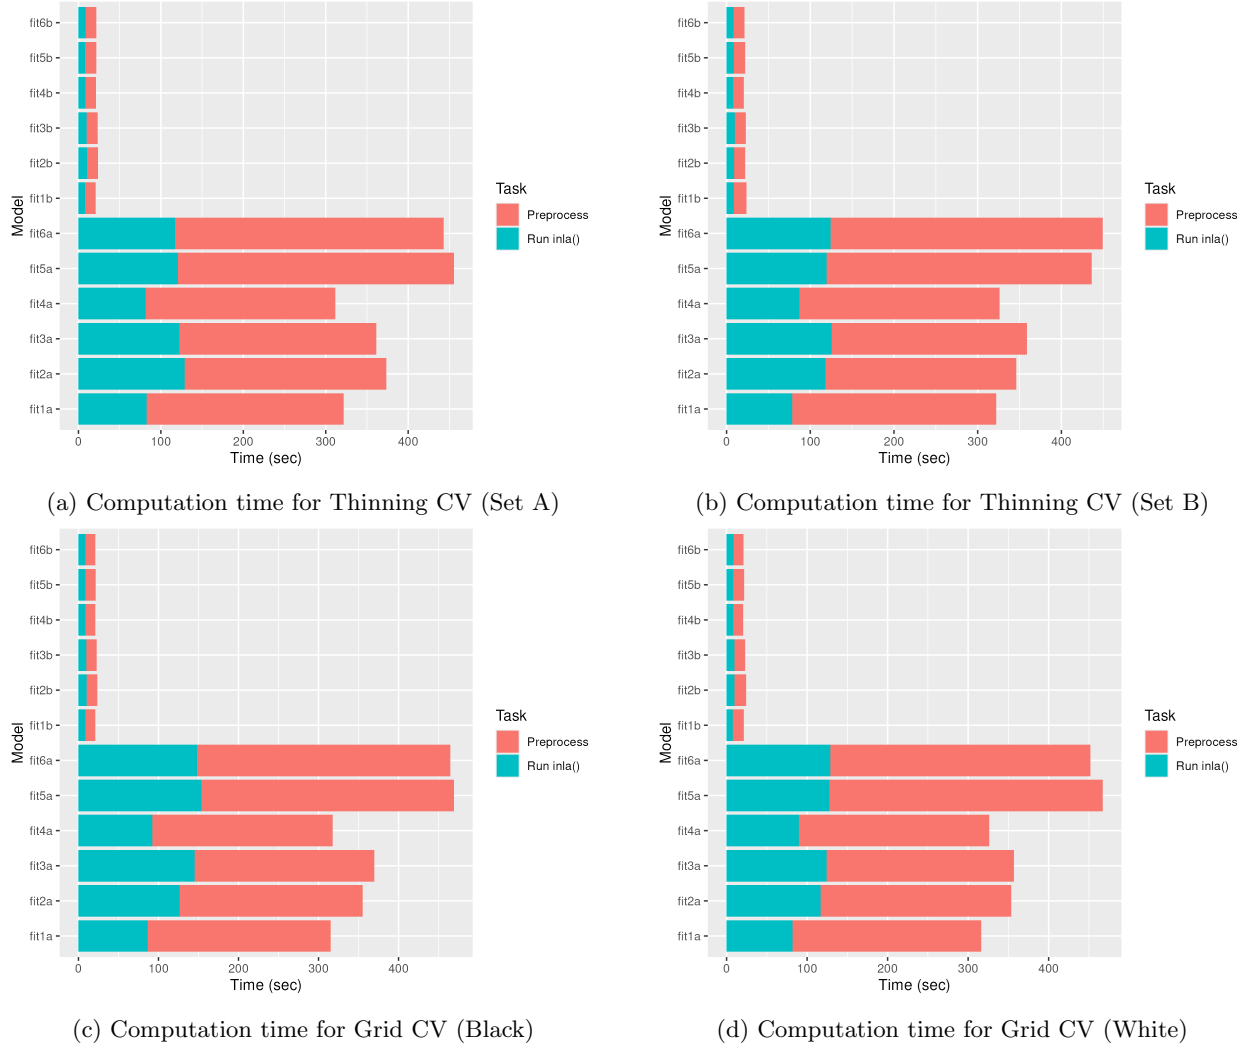 fit6b
fit5b
fit4b
fit3b
fit2b
fit1b
fit6a
fit5a
fit4a
fit3a
fit2a
fit1a
Model
0 100 200 300 400
Time (sec)
Task
Preprocess
Run inla()
(a) Computation time for Thinning CV (Set A)
fit6b
fit5b
fit4b
fit3b
fit2b
fit1b
fit6a
fit5a
fit4a
fit3a
fit2a
fit1a
Model
0 100 200 300 400
Time (sec)
Task
Preprocess
Run inla()
(b) Computation time for Thinning CV (Set B)
fit6b
fit5b
fit4b
fit3b
fit2b
fit1b
fit6a
fit5a
fit4a
fit3a
fit2a
fit1a
Model
0 100 200 300 400
Time (sec)
Task
Preprocess
Run inla()
(c) Computation time for Grid CV (Black)
fit6b
fit5b
fit4b
fit3b
fit2b
fit1b
fit6a
fit5a
fit4a
fit3a
fit2a
fit1a
Model
0 100 200 300 400
Time (sec)
Task
Preprocess
Run inla()
(d) Computation time for Grid CV (White)